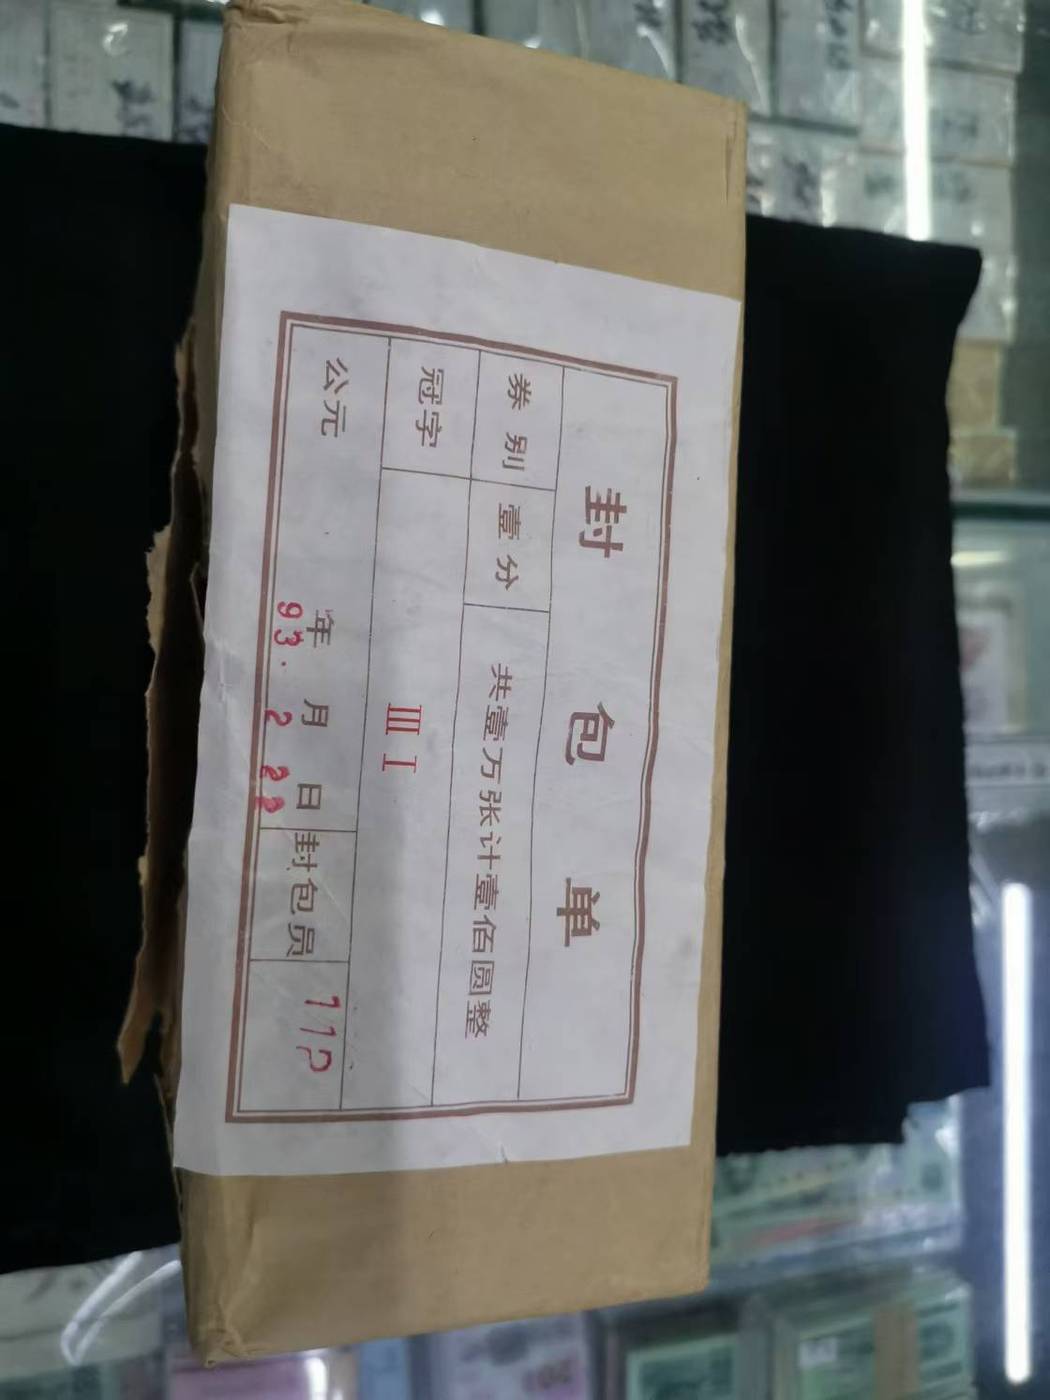 封 包 单
券 别 壹 分 共壹万张计壹佰圆整
冠字 III I
公元 年 月 日 封包员 11P
93. 2 22